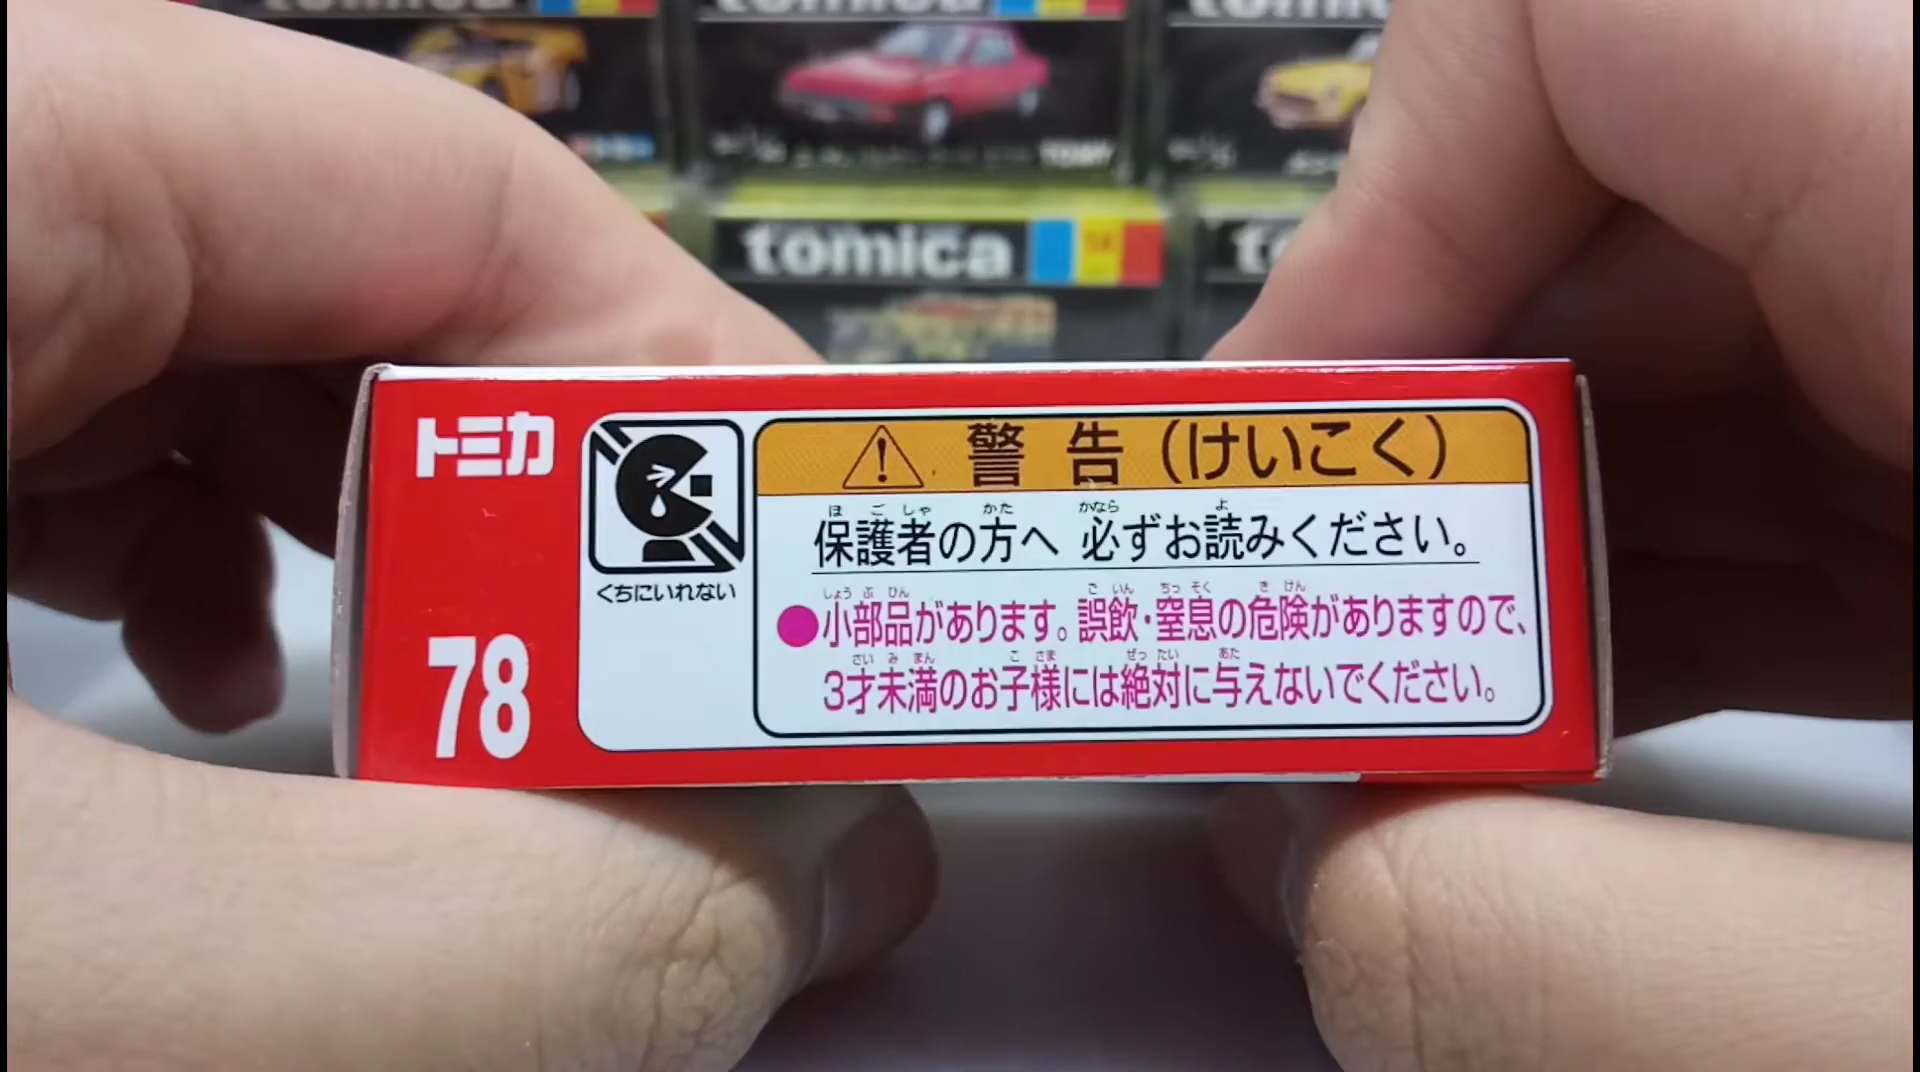 tomica
tomica
tomica
TOMY
tomica
トミカ
78
くちにいれない
警告（けいこく）
ほごしゃ かた かなら よ
保護者の方へ 必ずお読みください。
しょうぶひん ごいん ちっそく きけん
●小部品があります。誤飲・窒息の危険がありますので、
さいみまん こさま ぜったい あた
3才未満のお子様には絶対に与えないでください。